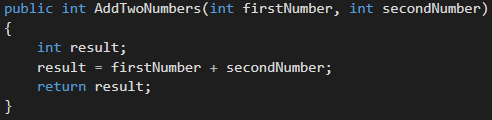 public int AddTwoNumbers(int firstNumber, int secondNumber)
{
    int result;
    result = firstNumber + secondNumber;
    return result;
}